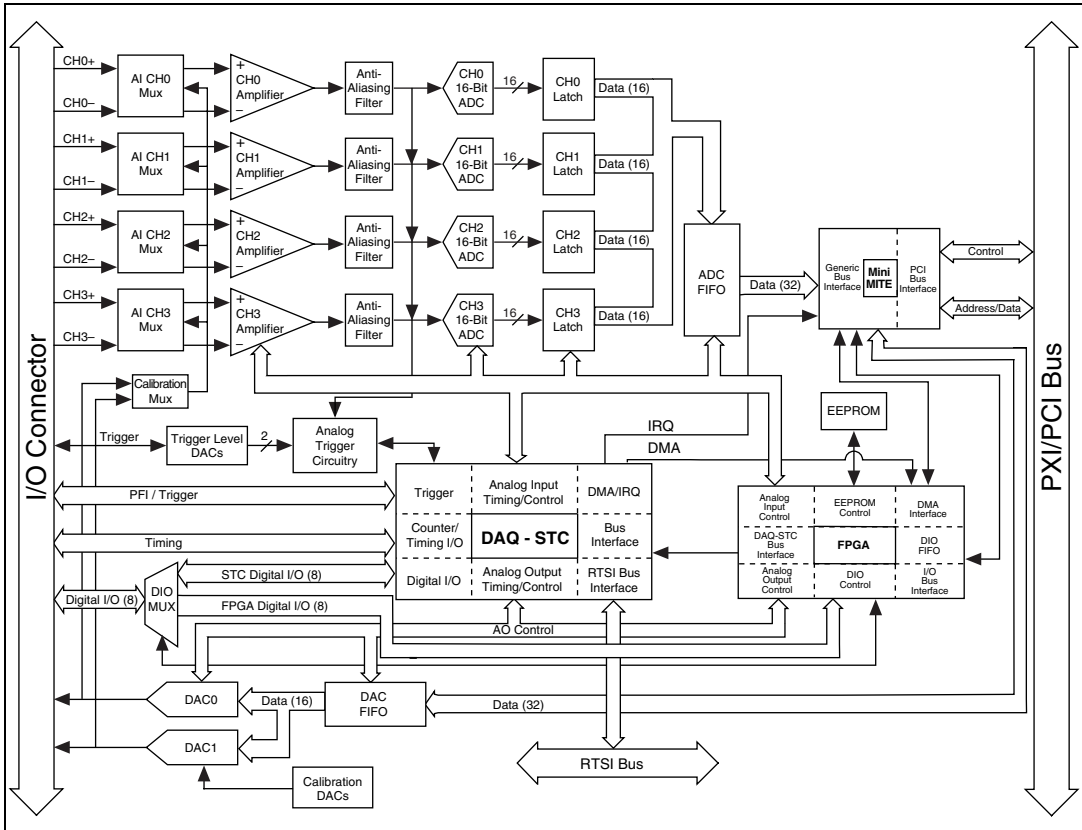 I/O Connector
CH0+
CH0–
AI CH0
Mux
+
CH0
Amplifier
–
Anti-
Aliasing
Filter
CH0
16-Bit
ADC
16
CH0
Latch
Data (16)
CH1+
CH1–
AI CH1
Mux
+
CH1
Amplifier
–
Anti-
Aliasing
Filter
CH1
16-Bit
ADC
16
CH1
Latch
Data (16)
CH2+
CH2–
AI CH2
Mux
+
CH2
Amplifier
–
Anti-
Aliasing
Filter
CH2
16-Bit
ADC
16
CH2
Latch
Data (16)
CH3+
CH3–
AI CH3
Mux
+
CH3
Amplifier
–
Anti-
Aliasing
Filter
CH3
16-Bit
ADC
16
CH3
Latch
Data (16)
ADC
FIFO
Data (32)
Generic
Bus
Interface
Mini
MITE
PCI
Bus
Interface
Control
Address/Data
PXI/PCI Bus
Calibration
Mux
Trigger
Trigger Level
DACs
2
Analog
Trigger
Circuitry
IRQ
DMA
EEPROM
PFI / Trigger
Timing
STC Digital I/O (8)
Digital I/O (8)
DIO
MUX
FPGA Digital I/O (8)
Trigger
Analog Input
Timing/Control
DMA/IRQ
Counter/
Timing I/O
DAQ - STC
Bus
Interface
Digital I/O
Analog Output
Timing/Control
RTSI Bus
Interface
Analog
Input
Control
EEPROM
Control
DMA
Interface
DAQ-STC
Bus
Interface
FPGA
DIO
FIFO
Analog
Output
Control
DIO
Control
I/O
Bus
Interface
AO Control
DAC0
Data (16)
DAC
FIFO
Data (32)
DAC1
Calibration
DACs
RTSI Bus